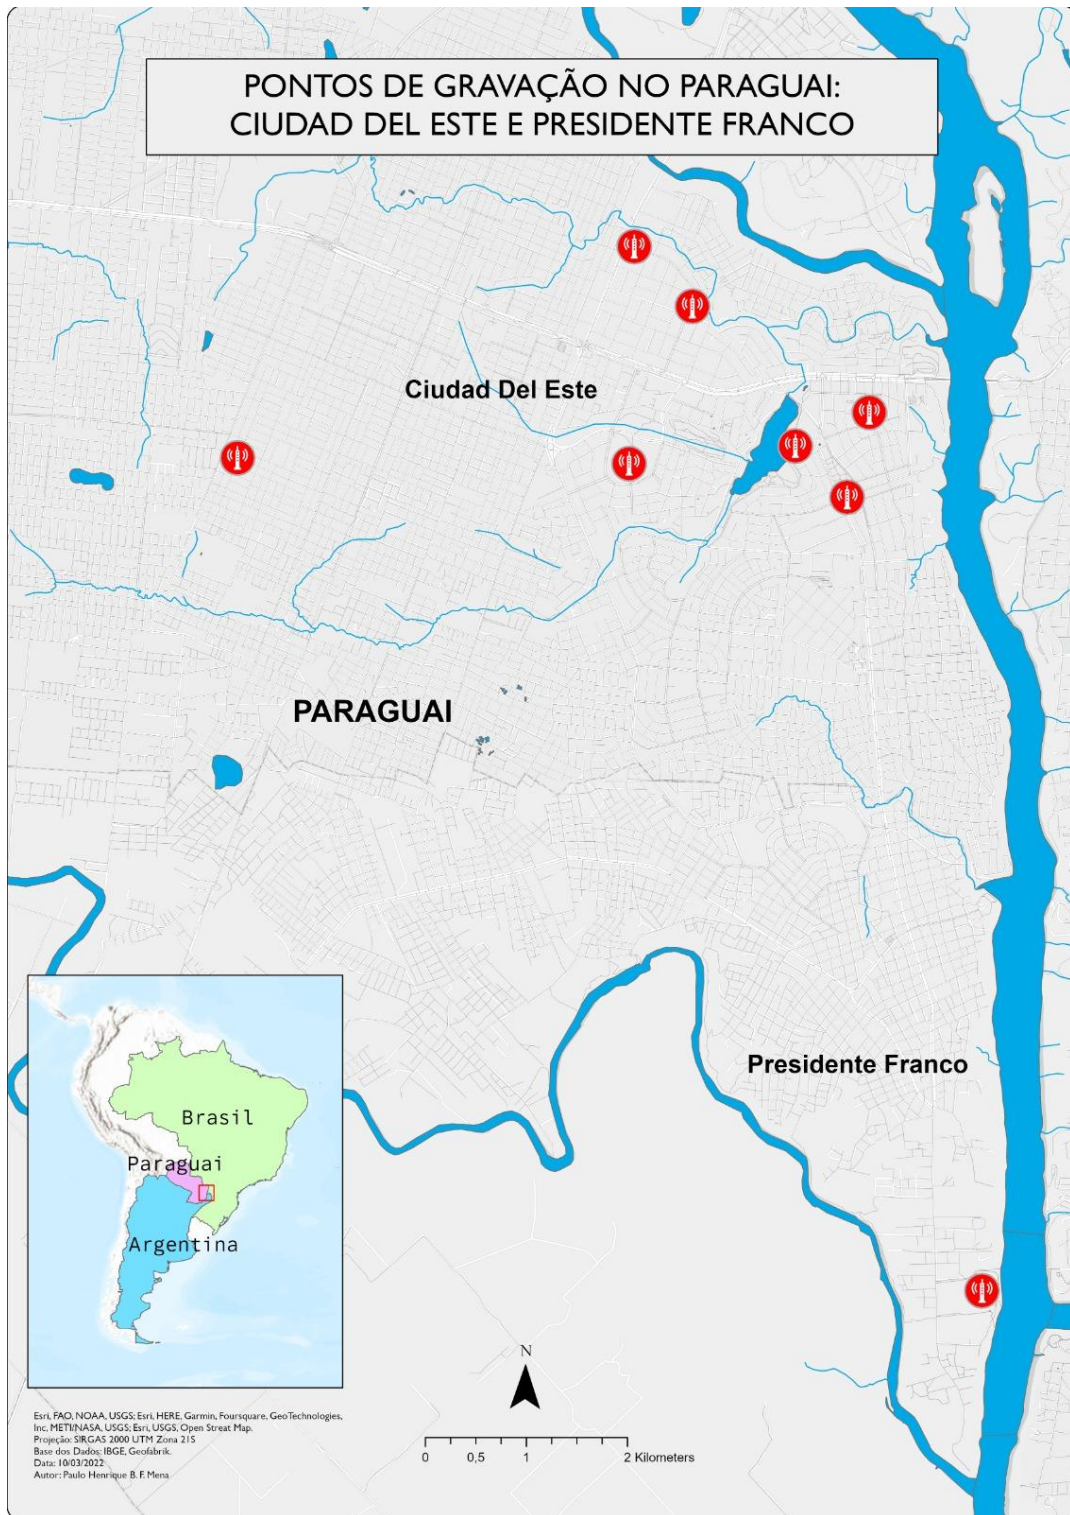 PONTOS DE GRAVAÇÃO NO PARAGUAI:
CIUDAD DEL ESTE E PRESIDENTE FRANCO
Ciudad Del Este
PARAGUAI
Presidente Franco
Brasil
Paraguai
Argentina
N
0 0,5 1 2 Kilometers
Esri, FAO, NOAA, USGS; Esri, HERE, Garmin, Foursquare, GeoTechnologies,
Inc, METI/NASA, USGS; Esri, USGS, Open Streat Map.
Projeção: SIRGAS 2000 UTM Zona 21S
Base dos Dados: IBGE, Geofabrik.
Data: 10/03/2022
Autor: Paulo Henrique B. F. Mena